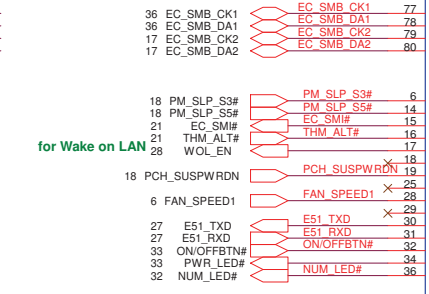 36 EC_SMB_CK1 EC_SMB_CK1 77
36 EC_SMB_DA1 EC_SMB_DA1 78
17 EC_SMB_CK2 EC_SMB_CK2 79
17 EC_SMB_DA2 EC_SMB_DA2 80
18 PM_SLP_S3# PM_SLP_S3# 6
18 PM_SLP_S5# PM_SLP_S5# 14
21 EC_SMI# EC_SMI# 15
21 THM_ALT# THM_ALT# 16
for Wake on LAN 28 WOL_EN 17
18
18 PCH_SUSPWRDN PCH_SUSPWRDN 19
25
6 FAN_SPEED1 FAN_SPEED1 28
29
27 E51_TXD E51_TXD 30
27 E51_RXD E51_RXD 31
33 ON/OFFBTN# ON/OFFBTN# 32
33 PWR_LED# 34
32 NUM_LED# NUM_LED# 36